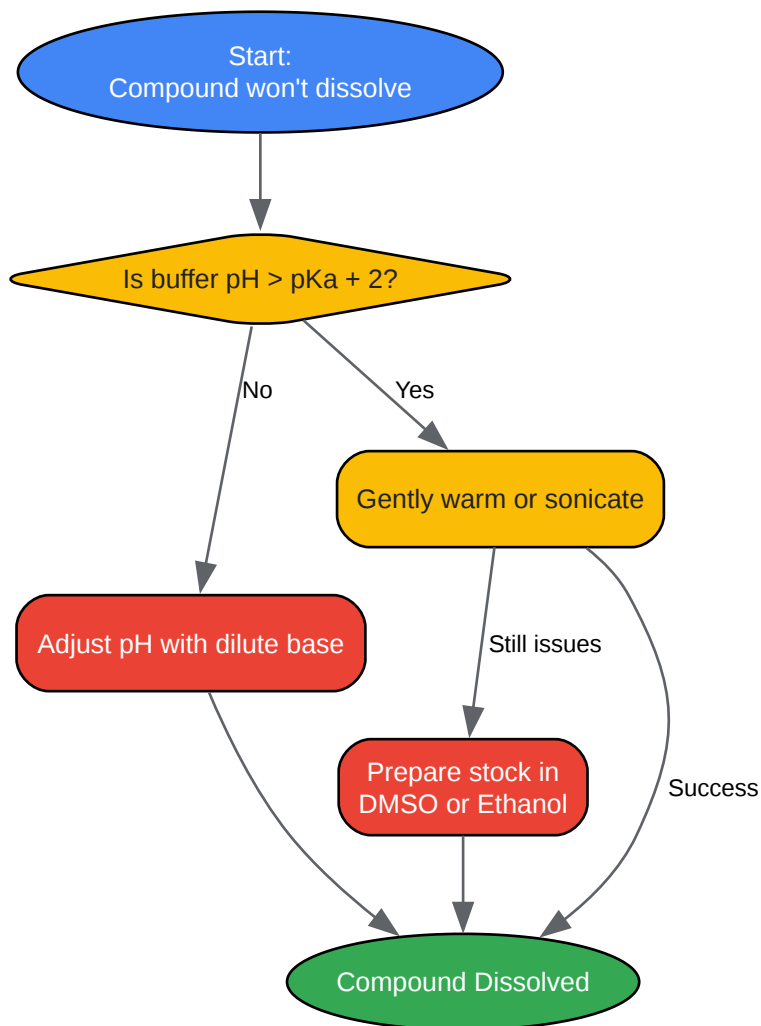 Start:
Compound won't dissolve
Is buffer pH > pKa + 2?
No
Yes
Gently warm or sonicate
Adjust pH with dilute base
Still issues
Prepare stock in
DMSO or Ethanol
Success
Compound Dissolved